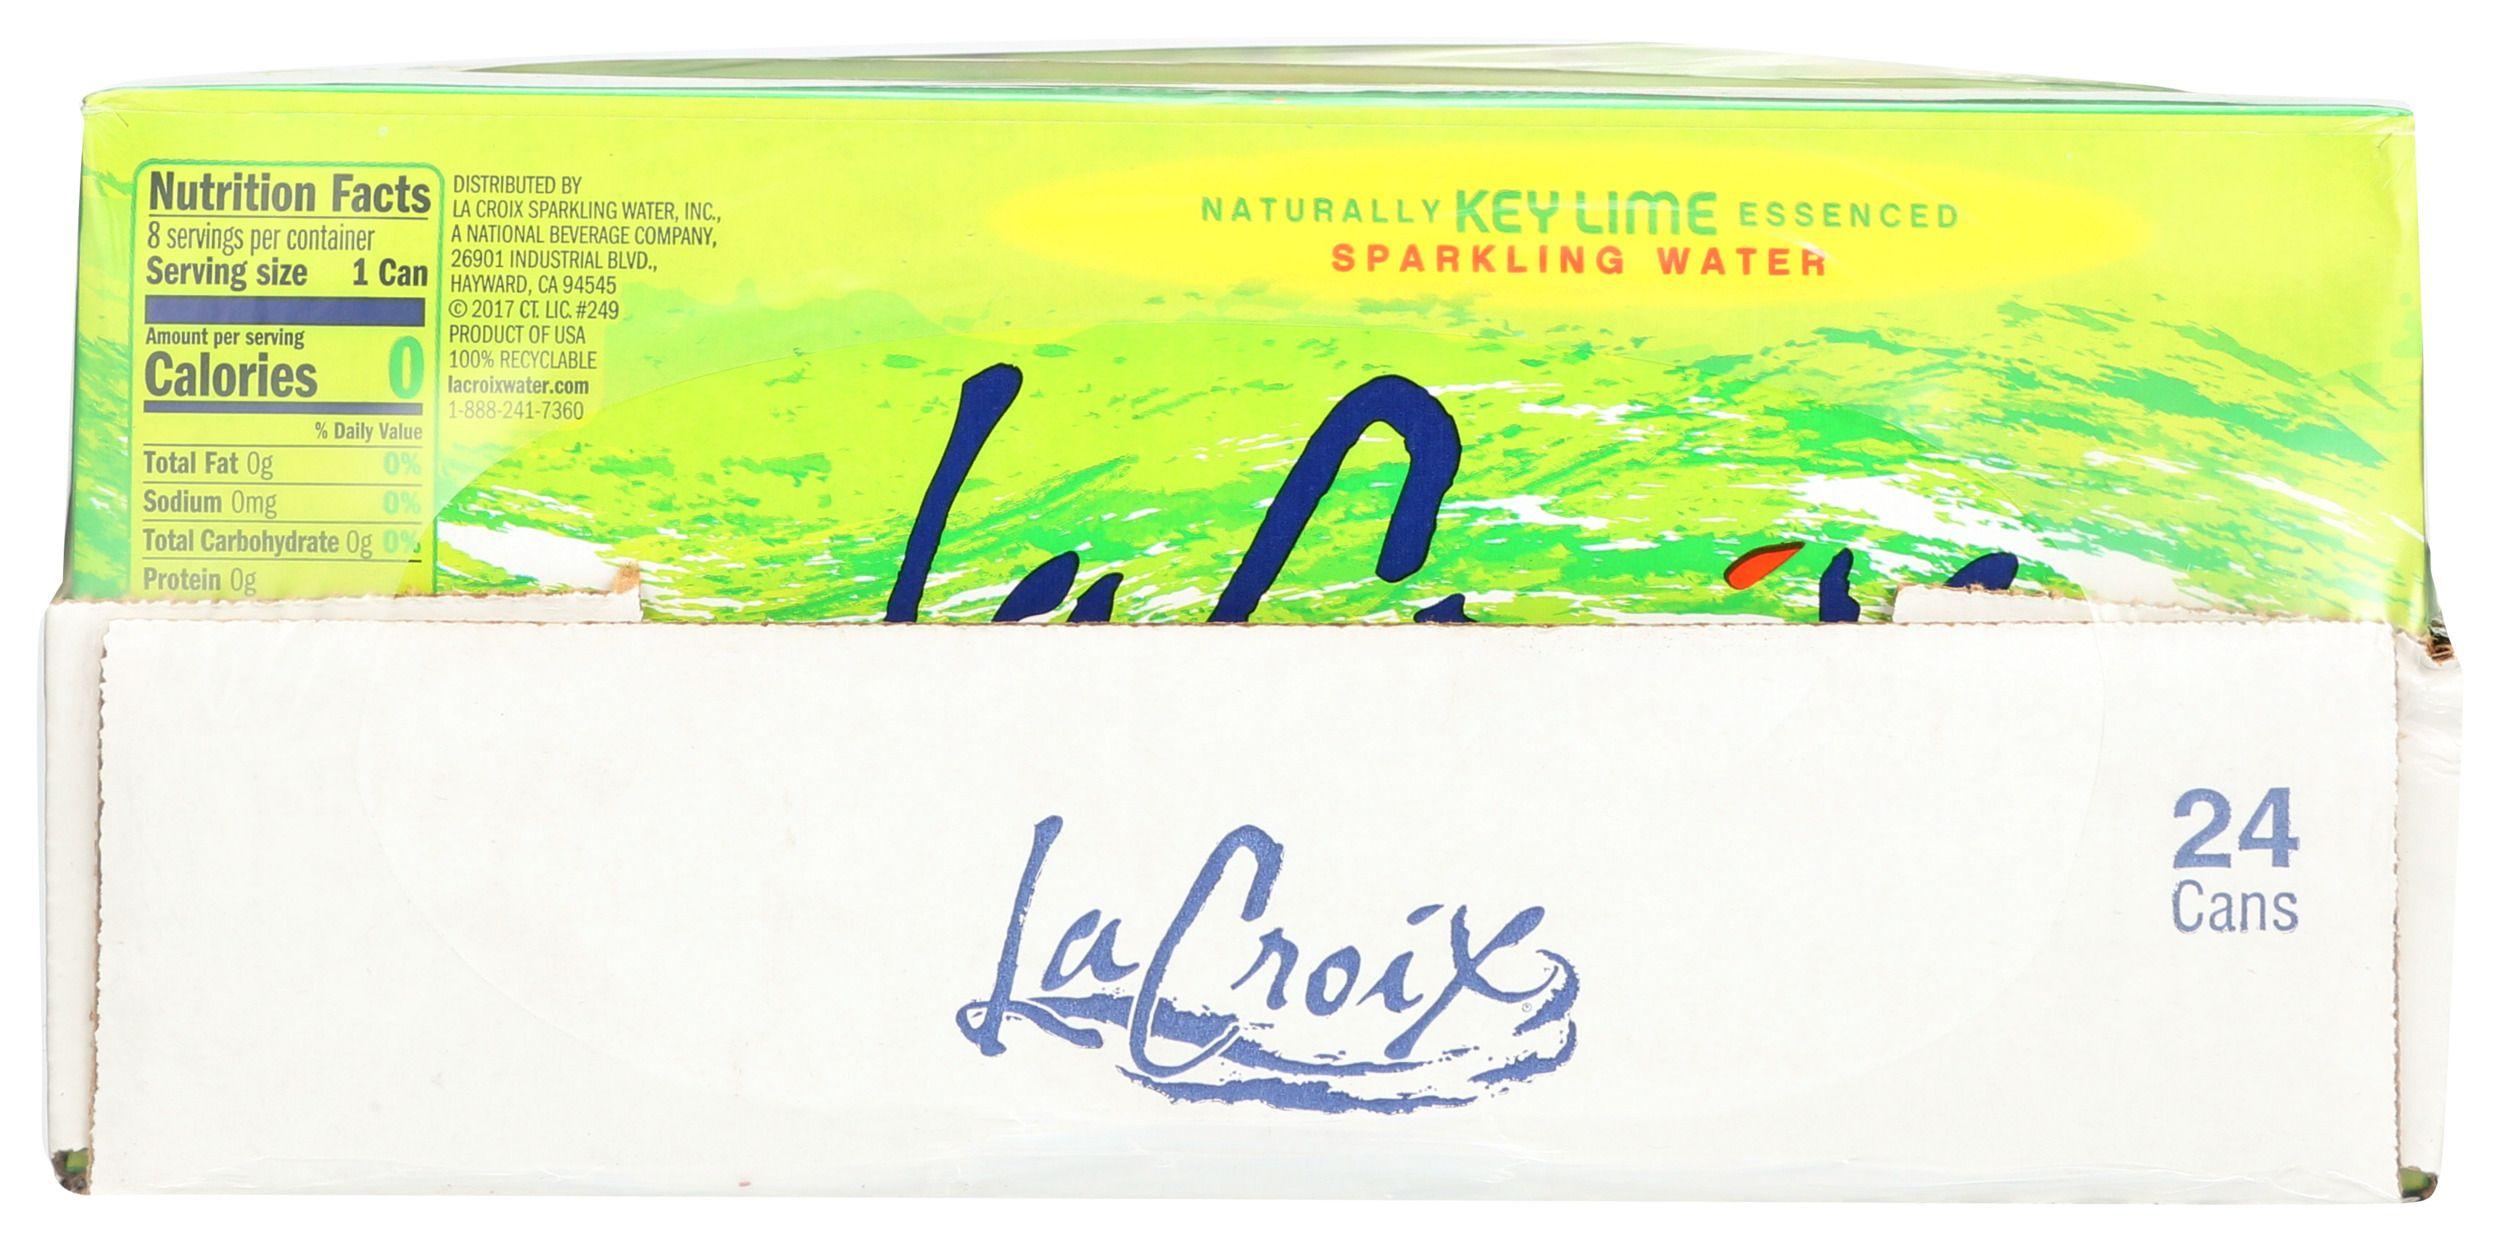 Nutrition Facts
8 servings per container
Serving size 1 Can
Amount per serving
Calories 0
% Daily Value
Total Fat 0g 0%
Sodium 0mg 0%
Total Carbohydrate 0g 0%
Protein 0g
DISTRIBUTED BY
LA CROIX SPARKLING WATER, INC.,
A NATIONAL BEVERAGE COMPANY,
26901 INDUSTRIAL BLVD.,
HAYWARD, CA 94545
© 2017 CT. LIC. #249
PRODUCT OF USA
100% RECYCLABLE
lacroixwater.com
1-888-241-7360
NATURALLY KEY LIME ESSENCED
SPARKLING WATER
LaCroix
LaCroix®
24
Cans